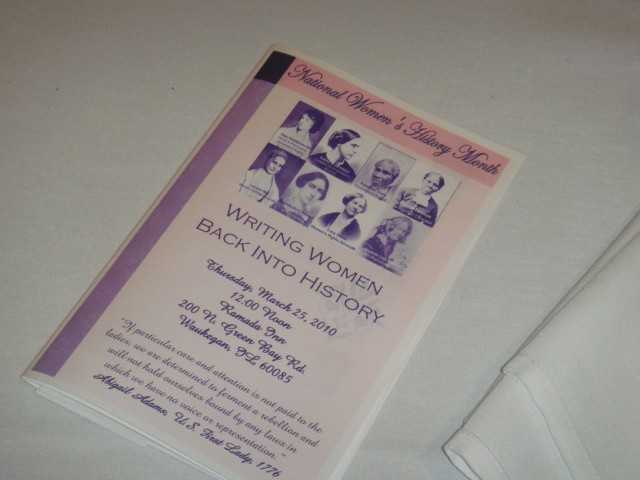 National Women's History Month
Women's Rights Advocate
WRITING WOMEN
BACK INTO HISTORY
Thursday, March 25, 2010
12:00 Noon
Ramada Inn
200 N. Green Bay Rd.
Waukegan, IL 60085
"If particular care and attention is not paid to the
ladies, we are determined to foment a rebellion and
will not hold ourselves bound by any laws in
which we have no voice or representation."
Abigail Adams, U.S. First Lady, 1776